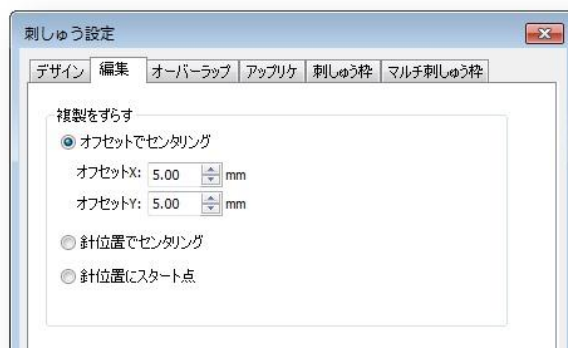 刺しゅう設定
デザイン 編集 オーバーラップ アップリケ 刺しゅう枠 マルチ刺しゅう枠
複製をずらす
オフセットでセンタリング
オフセットX: 5.00 mm
オフセットY: 5.00 mm
針位置でセンタリング
針位置にスタート点